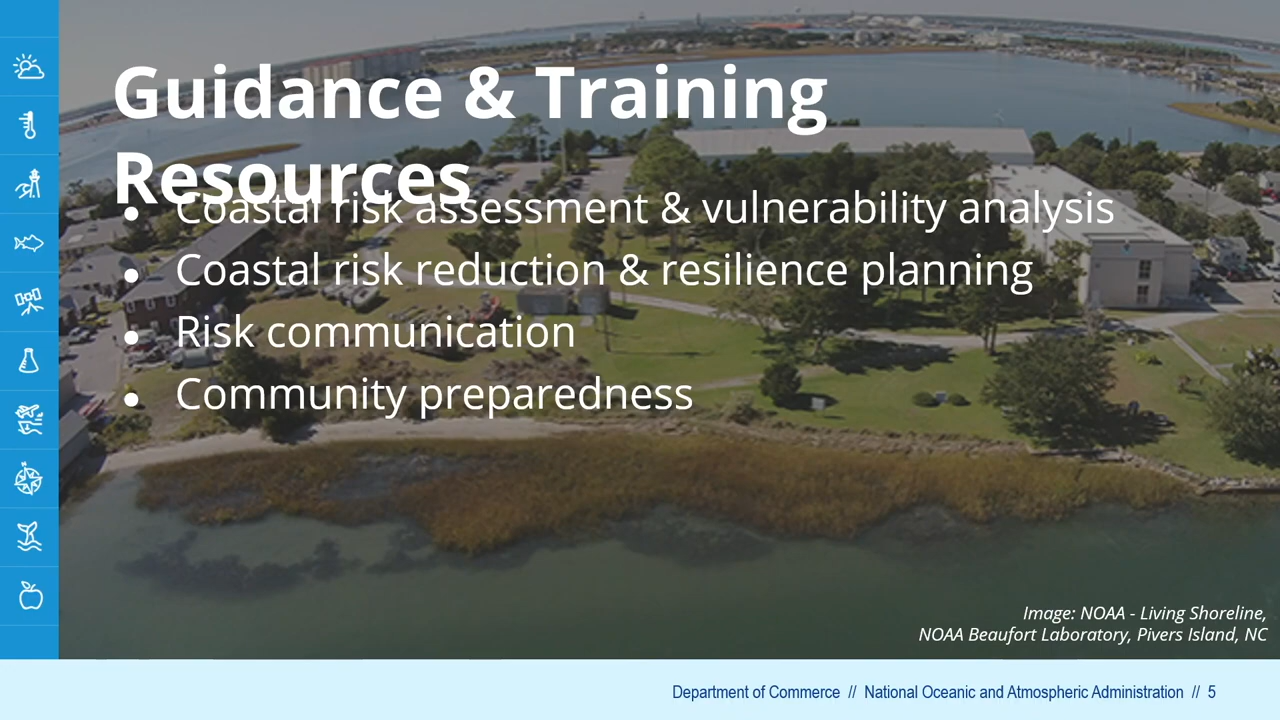 Guidance & Training
Resources
● Coastal risk assessment & vulnerability analysis
● Coastal risk reduction & resilience planning
● Risk communication
● Community preparedness
Image: NOAA - Living Shoreline,
NOAA Beaufort Laboratory, Pivers Island, NC
Department of Commerce // National Oceanic and Atmospheric Administration // 5